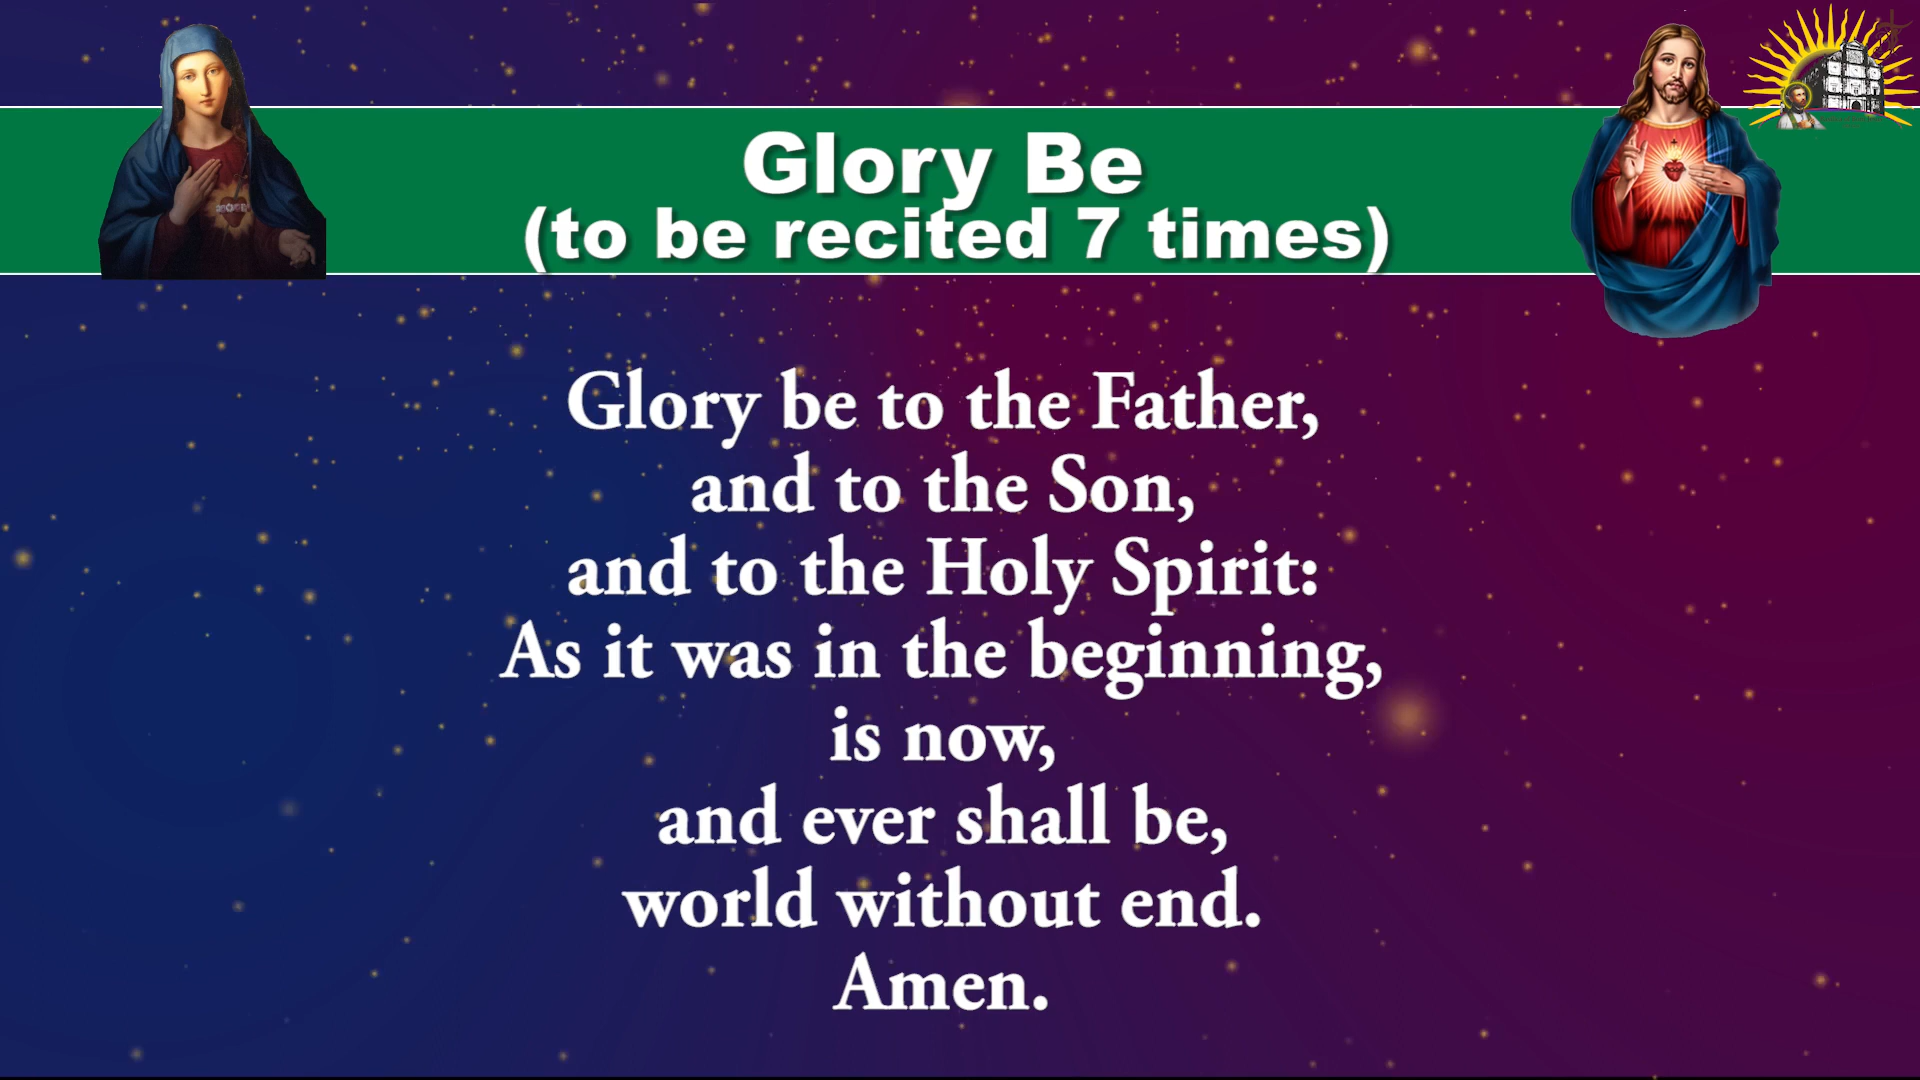 Glory Be
(to be recited 7 times)
Glory be to the Father,
and to the Son,
and to the Holy Spirit:
As it was in the beginning,
is now,
and ever shall be,
world without end.
Amen.